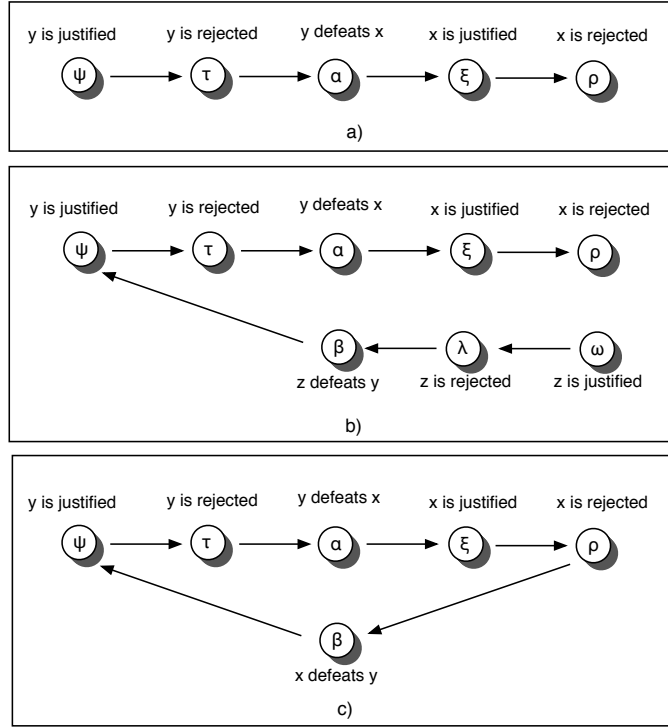 y is justified y is rejected y defeats x x is justified x is rejected
ψ τ α ξ ρ
a)
y is justified y is rejected y defeats x x is justified x is rejected
ψ τ α ξ ρ
β λ ω
z defeats y z is rejected z is justified
b)
y is justified y is rejected y defeats x x is justified x is rejected
ψ τ α ξ ρ
β
x defeats y
c)